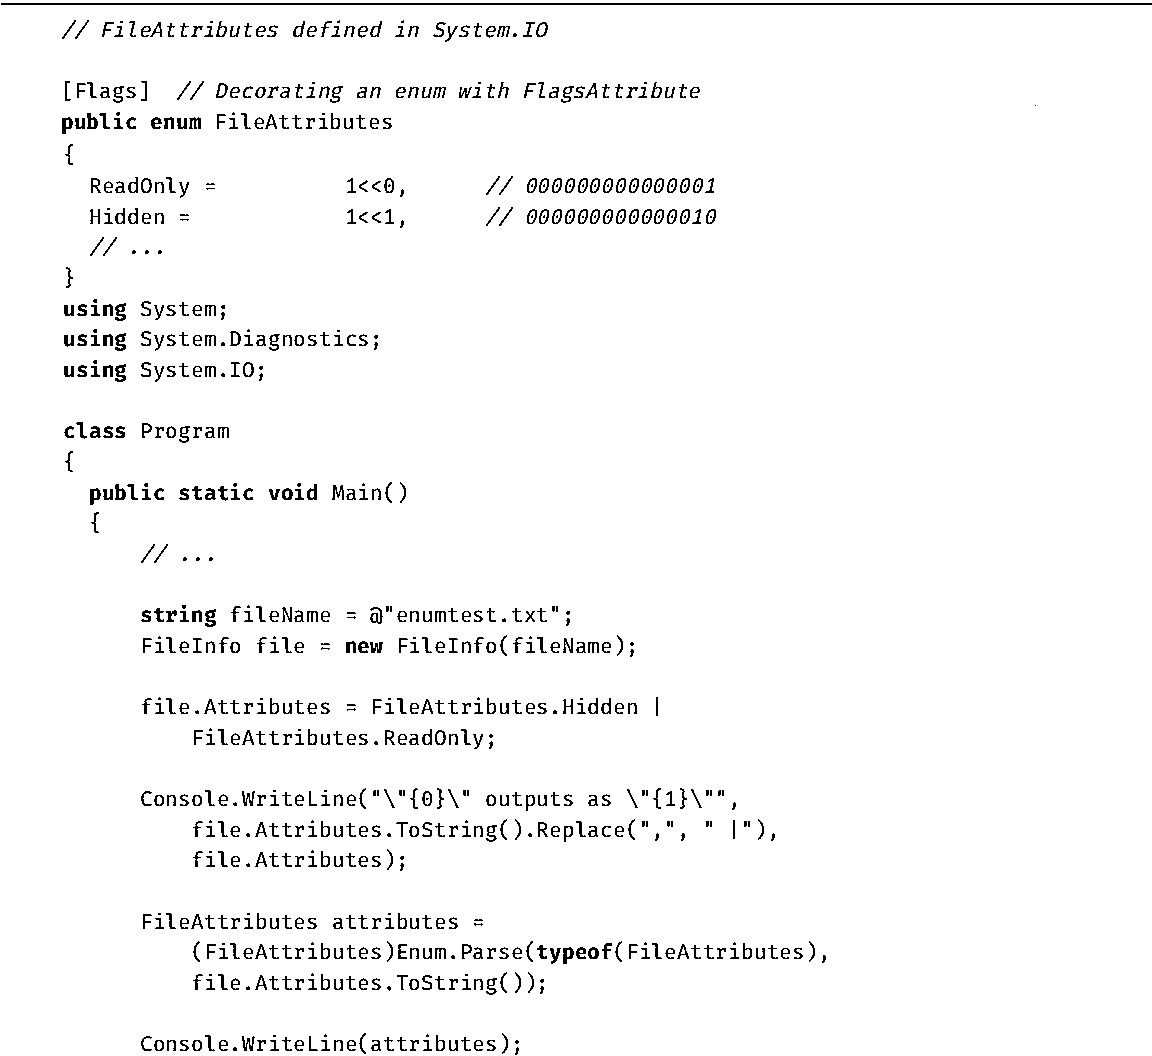 // FileAttributes defined in System.IO
[Flags]  // Decorating an enum with FlagsAttribute
public enum FileAttributes
{
  ReadOnly =          1<<0,      // 000000000000001
  Hidden =            1<<1,      // 000000000000010
  // ...
}
using System;
using System.Diagnostics;
using System.IO;
class Program
{
  public static void Main()
  {
      // ...
      string fileName = @"enumtest.txt";
      FileInfo file = new FileInfo(fileName);
      file.Attributes = FileAttributes.Hidden |
          FileAttributes.ReadOnly;
      Console.WriteLine("\"{0}\" outputs as \"{1}\"",
          file.Attributes.ToString().Replace(",", " |"),
          file.Attributes);
      FileAttributes attributes =
          (FileAttributes)Enum.Parse(typeof(FileAttributes),
          file.Attributes.ToString());
      Console.WriteLine(attributes);